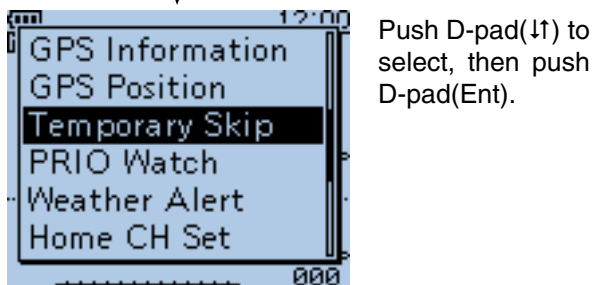 12:00
GPS Information
GPS Position
Temporary Skip
PRIO Watch
Weather Alert
Home CH Set
000
Push D-pad(↓↑) to
select, then push
D-pad(Ent).